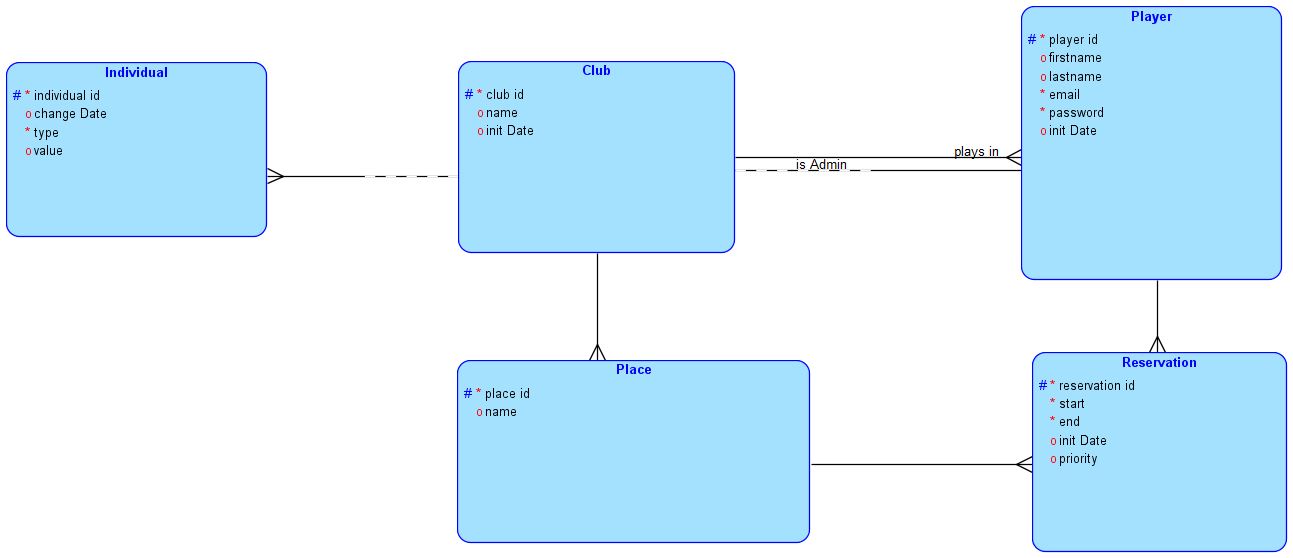 Individual
# * individual id
o change Date
* type
o value
Club
# * club id
o name
o init Date
Player
# * player id
o firstname
o lastname
* email
* password
o init Date
plays in
is Admin
Place
# * place id
o name
Reservation
# * reservation id
* start
* end
o init Date
o priority